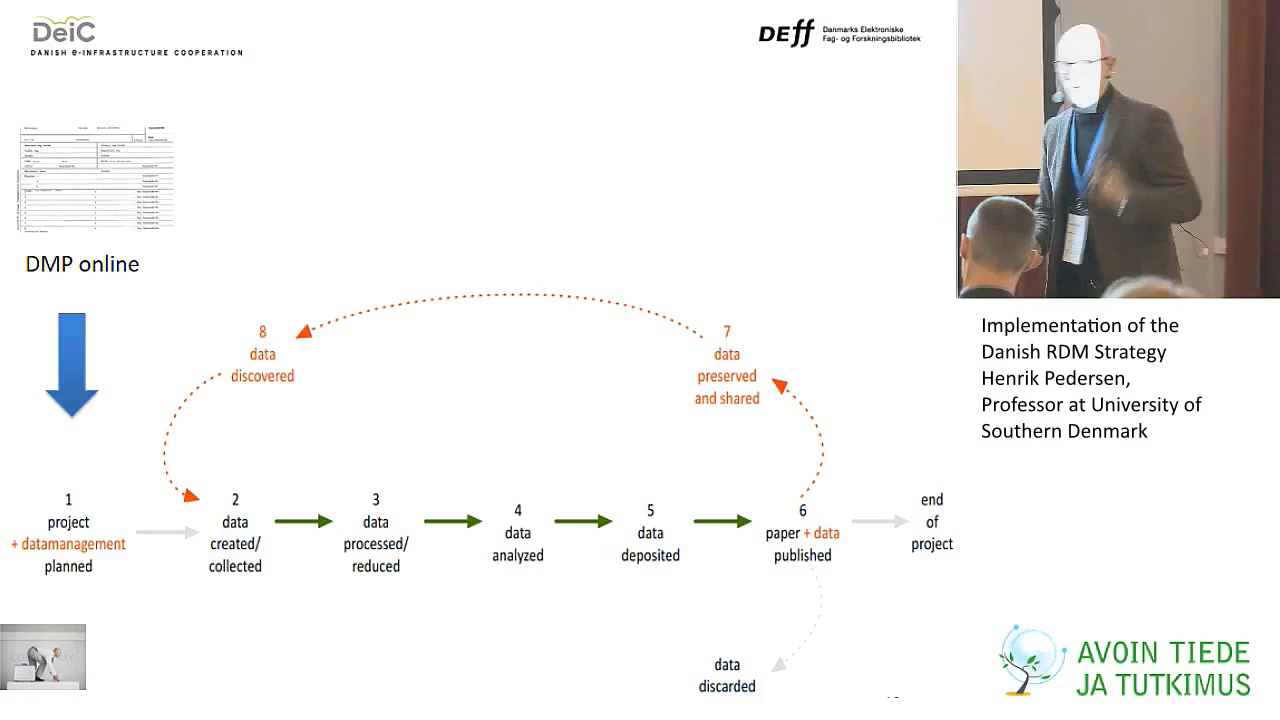 DeiC
DANISH e-INFRASTRUCTURE COOPERATION
DEff
Danmarks Elektroniske
Fag- og Forskningsbibliotek
DMP online
Implementation of the
Danish RDM Strategy
Henrik Pedersen,
Professor at University of
Southern Denmark
8
data
discovered
7
data
preserved
and shared
1
project
+ datamanagement
planned
2
data
created/
collected
3
data
processed/
reduced
4
data
analyzed
5
data
deposited
6
paper + data
published
end
of
project
data
discarded
AVOIN TIEDE
JA TUTKIMUS